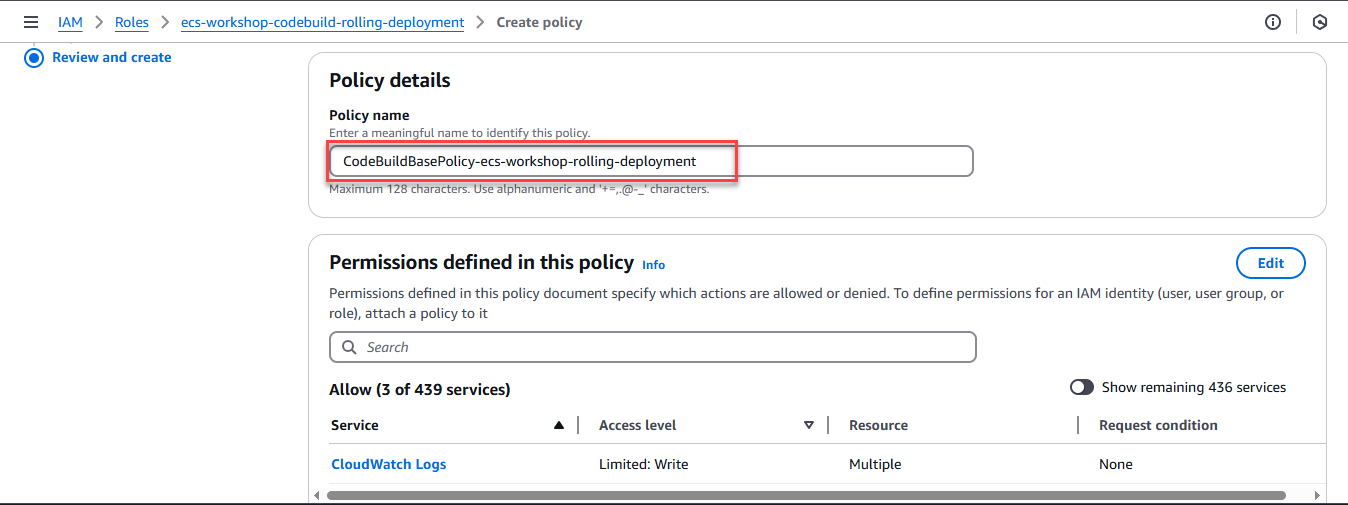 IAM > Roles > ecs-workshop-codebuild-rolling-deployment > Create policy
Review and create
Policy details
Policy name
Enter a meaningful name to identify this policy.
CodeBuildBasePolicy-ecs-workshop-rolling-deployment
Maximum 128 characters. Use alphanumeric and '+=,.@-_' characters.
Permissions defined in this policy Info
Edit
Permissions defined in this policy document specify which actions are allowed or denied. To define permissions for an IAM identity (user, user group, or
role), attach a policy to it
Search
Allow (3 of 439 services)
Show remaining 436 services
Service Access level Resource Request condition
CloudWatch Logs Limited: Write Multiple None